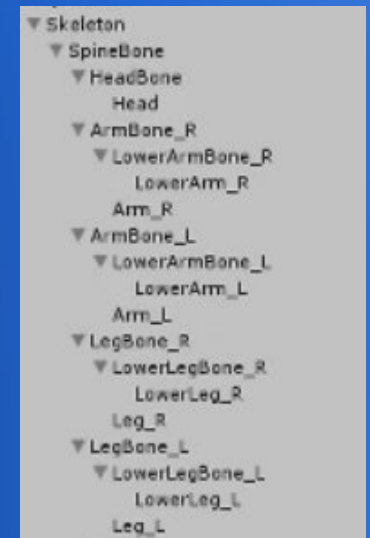 Skeleton
SpineBone
HeadBone
Head
ArmBone_R
LowerArmBone_R
LowerArm_R
Arm_R
ArmBone_L
LowerArmBone_L
LowerArm_L
Arm_L
LegBone_R
LowerLegBone_R
LowerLeg_R
Leg_R
LegBone_L
LowerLegBone_L
LowerLeg_L
Leg_L